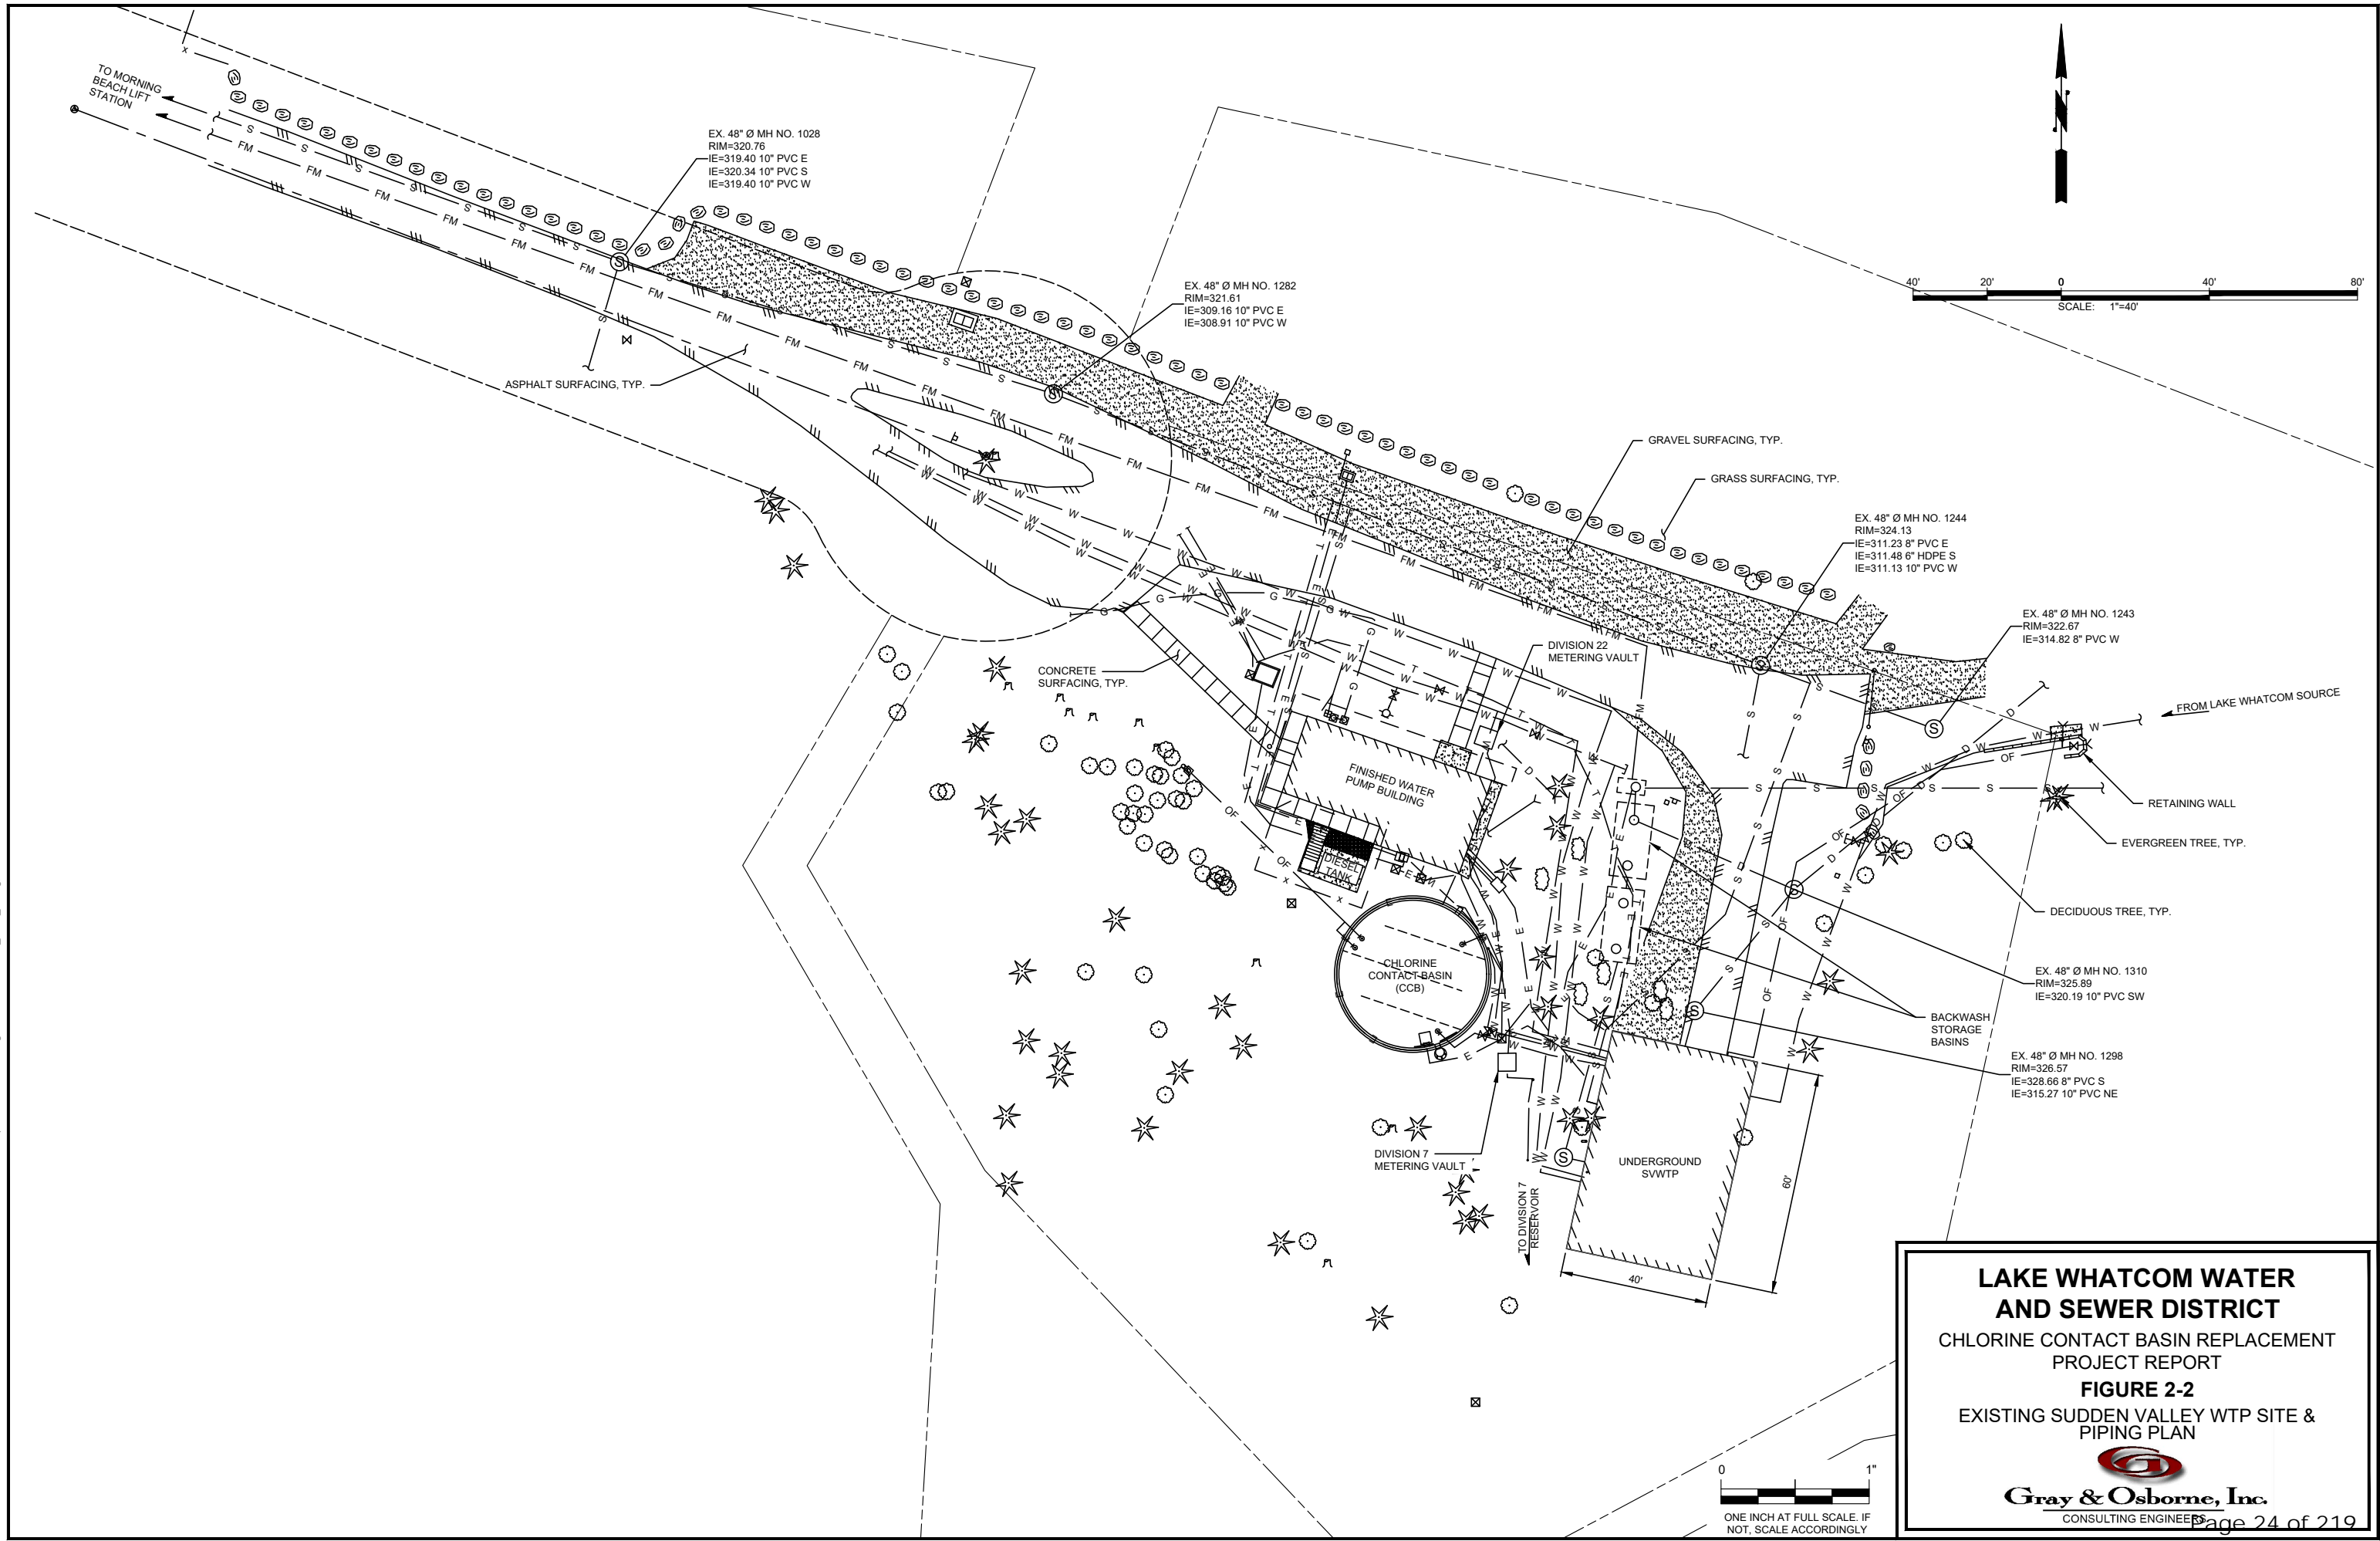 TO MORNING
BEACH LIFT
STATION
EX. 48" Ø MH NO. 1028
RIM=320.76
IE=319.40 10" PVC E
IE=320.34 10" PVC S
IE=319.40 10" PVC W
EX. 48" Ø MH NO. 1282
RIM=321.61
IE=309.16 10" PVC E
IE=308.91 10" PVC W
40' 20' 0 40' 80'
SCALE: 1"=40'
ASPHALT SURFACING, TYP.
GRAVEL SURFACING, TYP.
GRASS SURFACING, TYP.
EX. 48" Ø MH NO. 1244
RIM=324.13
IE=311.23 8" PVC E
IE=311.48 6" HDPE S
IE=311.13 10" PVC W
EX. 48" Ø MH NO. 1243
RIM=322.67
IE=314.82 8" PVC W
CONCRETE
SURFACING, TYP.
DIVISION 22
METERING VAULT
FROM LAKE WHATCOM SOURCE
FINISHED WATER
PUMP BUILDING
RETAINING WALL
EVERGREEN TREE, TYP.
DIESEL
TANK
DECIDUOUS TREE, TYP.
CHLORINE
CONTACT BASIN
(CCB)
EX. 48" Ø MH NO. 1310
RIM=325.89
IE=320.19 10" PVC SW
BACKWASH
STORAGE
BASINS
EX. 48" Ø MH NO. 1298
RIM=326.57
IE=328.66 8" PVC S
IE=315.27 10" PVC NE
DIVISION 7
METERING VAULT
UNDERGROUND
SVWTP
60'
TO DIVISION 7
RESERVOIR
40'
LAKE WHATCOM WATER
AND SEWER DISTRICT
CHLORINE CONTACT BASIN REPLACEMENT
PROJECT REPORT
FIGURE 2-2
EXISTING SUDDEN VALLEY WTP SITE &
PIPING PLAN
Gray & Osborne, Inc.
CONSULTING ENGINEERS
Page 24 of 219
0 1"
ONE INCH AT FULL SCALE. IF
NOT, SCALE ACCORDINGLY